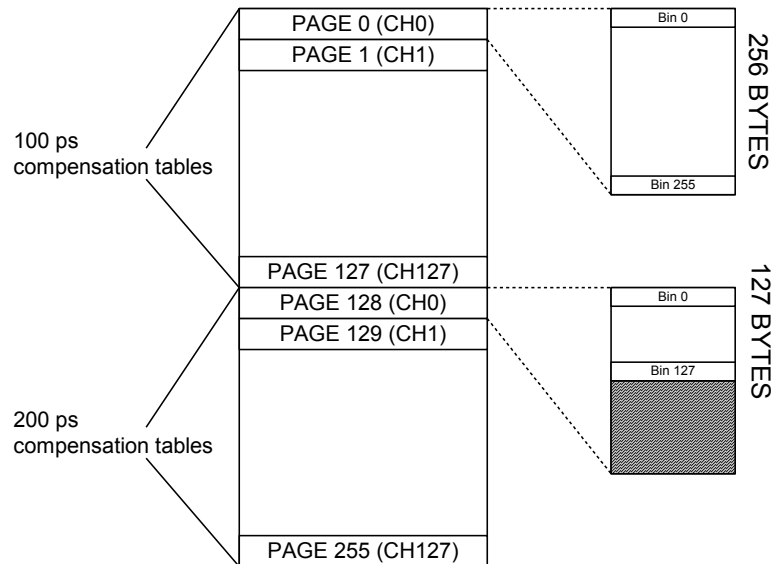 PAGE 0 (CH0)
PAGE 1 (CH1)
100 ps
compensation tables
PAGE 127 (CH127)
PAGE 128 (CH0)
PAGE 129 (CH1)
200 ps
compensation tables
PAGE 255 (CH127)
Bin 0
Bin 255
256 BYTES
Bin 0
Bin 127
127 BYTES